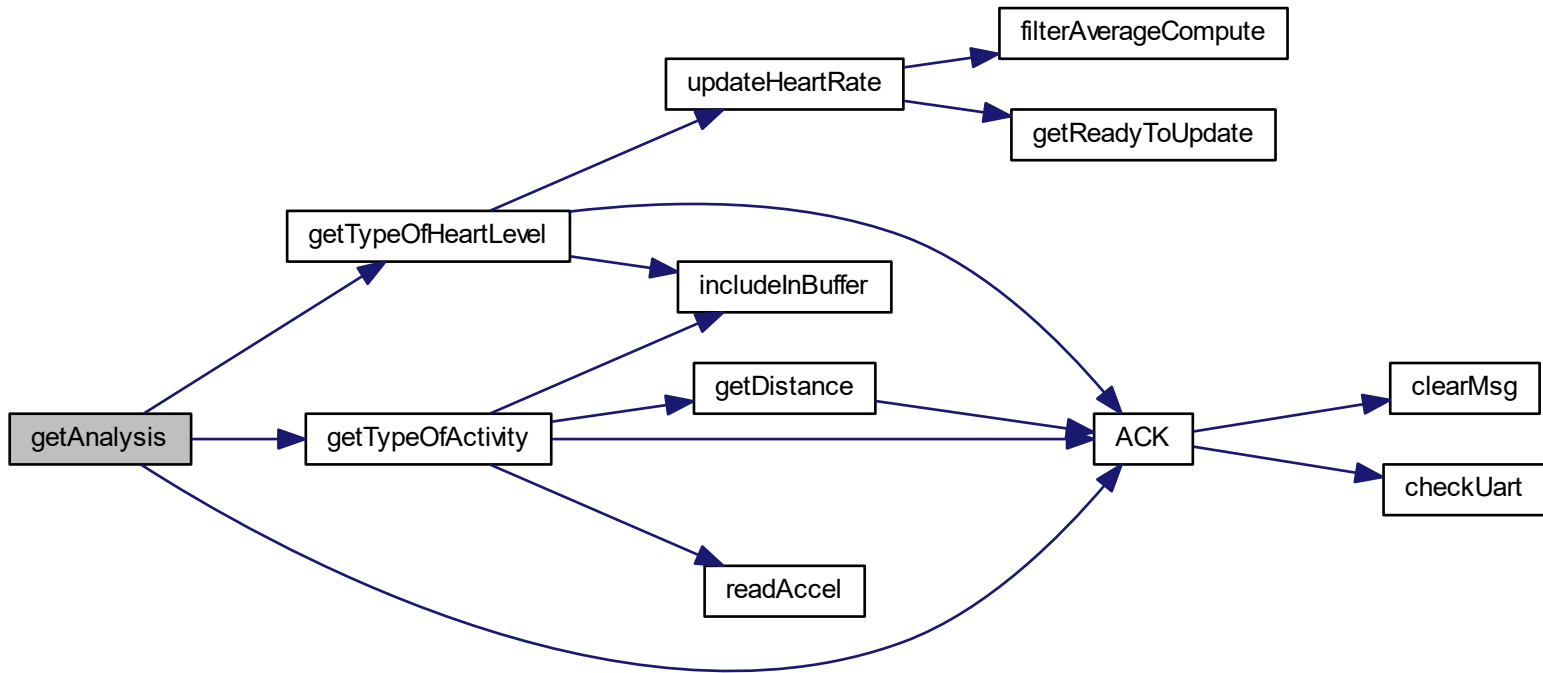 filterAverageCompute
updateHeartRate
getReadyToUpdate
getTypeOfHeartLevel
includeInBuffer
getDistance
clearMsg
getAnalysis
getTypeOfActivity
ACK
checkUart
readAccel